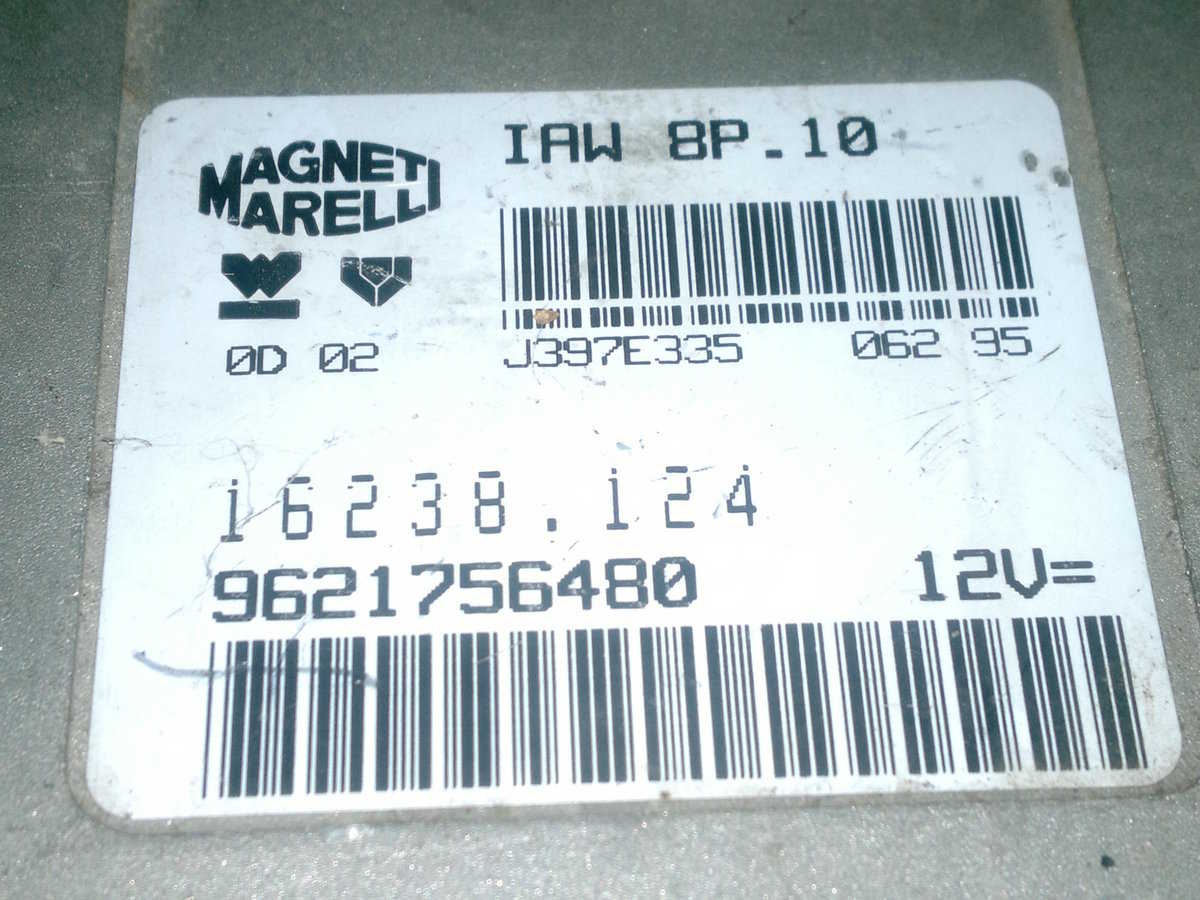 MAGNETI
MARELLI
IAW 8P.10
0D 02
J397E335 062 95
16238.124
9621756480
12V=